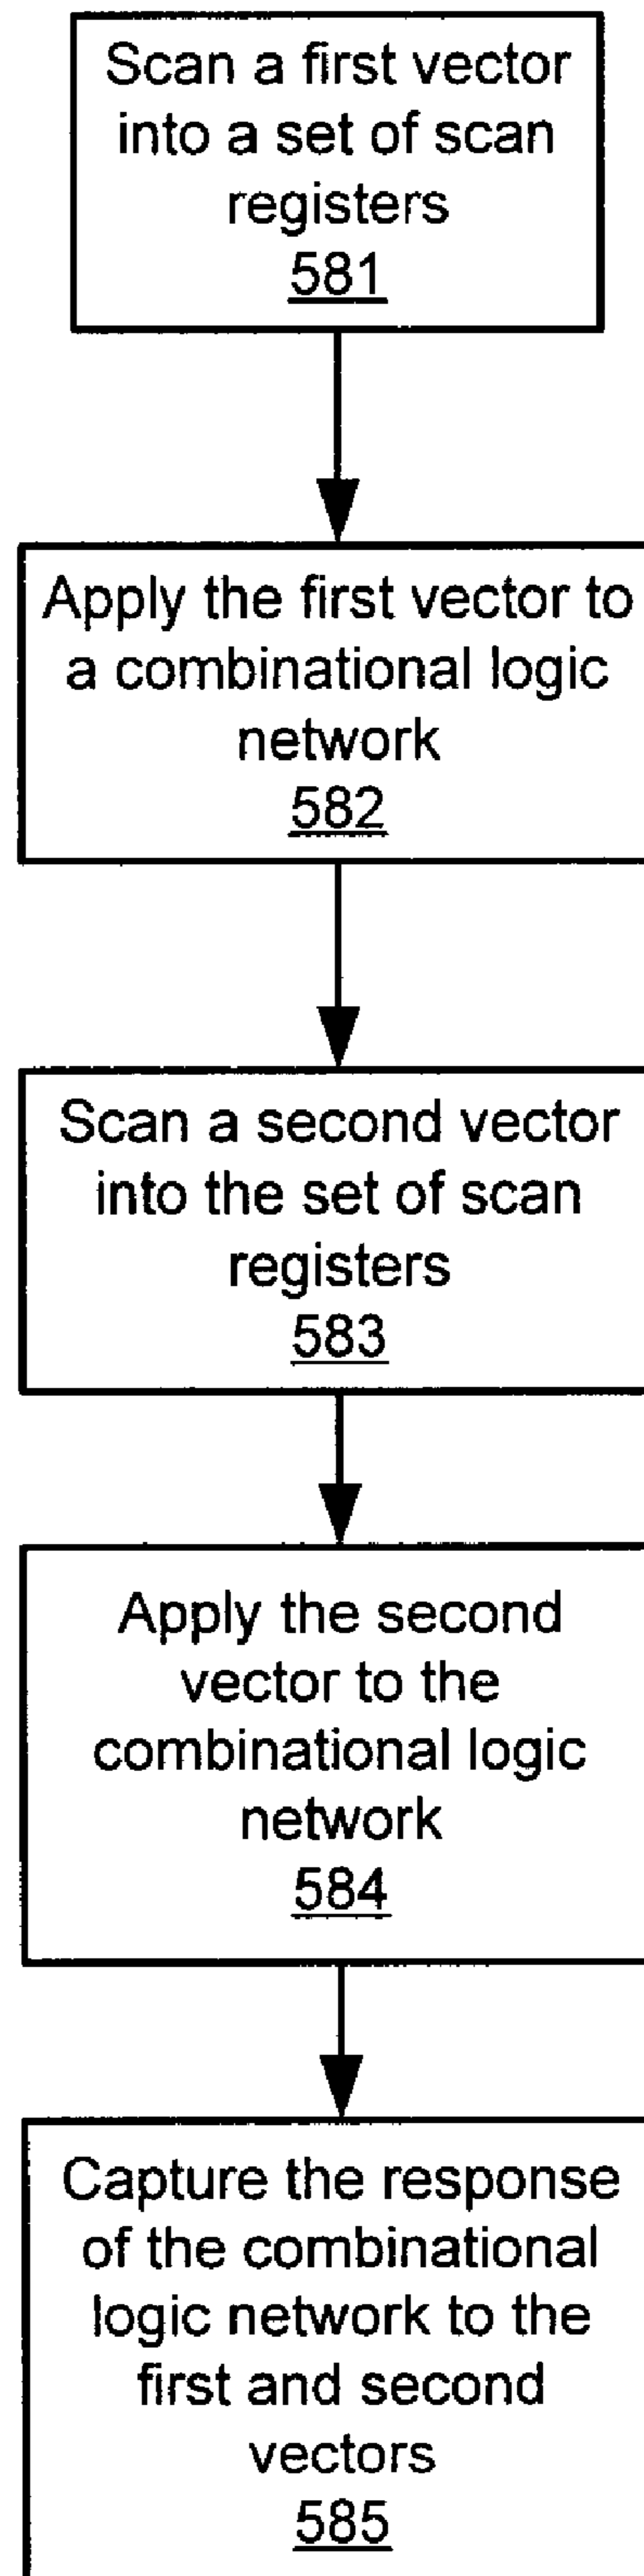 Scan a first vector
into a set of scan
registers
581
Apply the first vector to
a combinational logic
network
582
Scan a second vector
into the set of scan
registers
583
Apply the second
vector to the
combinational logic
network
584
Capture the response
of the combinational
logic network to the
first and second
vectors
585